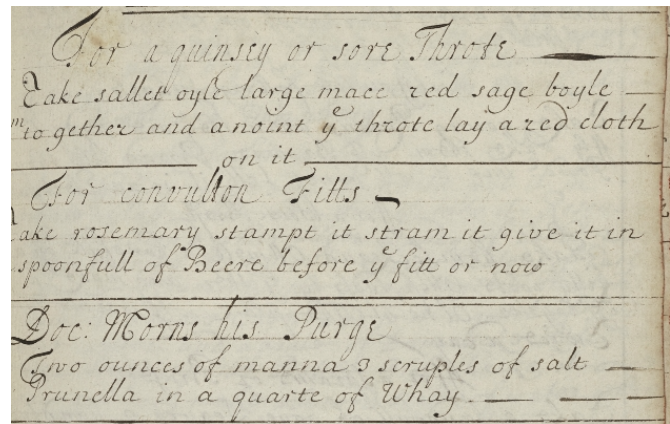 For a quinsey or sore Throte
Take sallet oyle large mace red sage boyle
m together and anoint yͤ throte lay a red cloth
on it
For convultion Fitts
Take rosemary stampt it stram it give it in
spoonfull of Beere before yͤ fitt or now
Doc: Morns his Purge
Two ounces of manna 3 scruples of salt
Prunella in a quarte of Whay